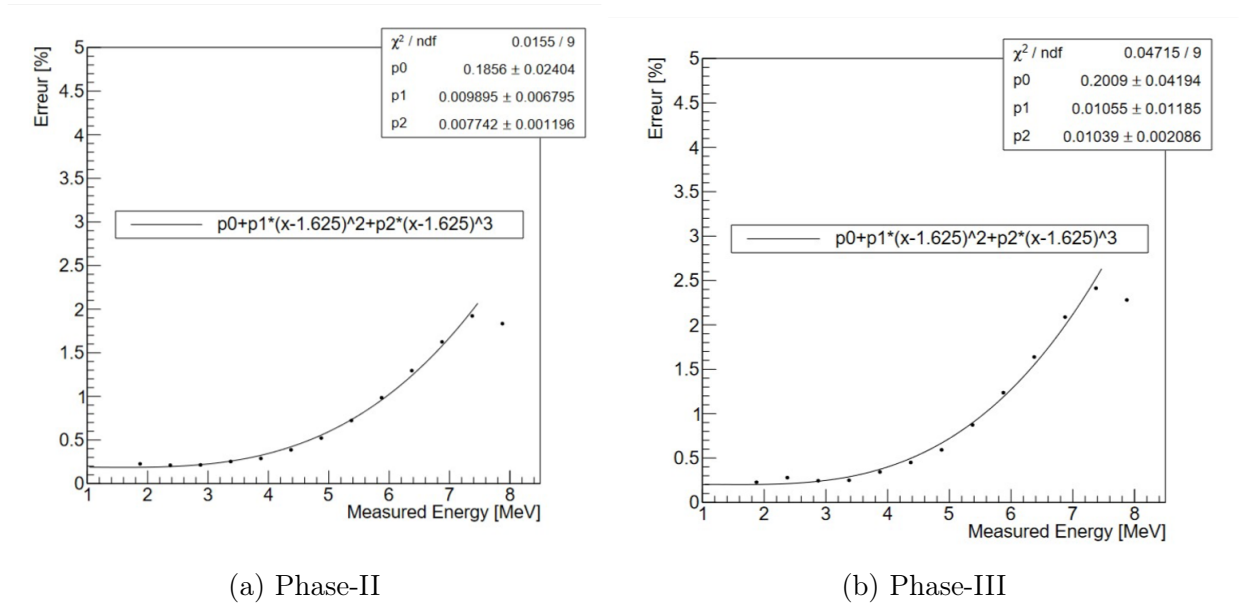 χ² / ndf 0.0155 / 9
p0 0.1856 ± 0.02404
p1 0.009895 ± 0.006795
p2 0.007742 ± 0.001196
Erreur [%]
5
4.5
4
3.5
3
2.5
2
1.5
1
0.5
0
p0+p1*(x-1.625)^2+p2*(x-1.625)^3
1 2 3 4 5 6 7 8
Measured Energy [MeV]
(a) Phase-II
χ² / ndf 0.04715 / 9
p0 0.2009 ± 0.04194
p1 0.01055 ± 0.01185
p2 0.01039 ± 0.002086
Erreur [%]
5
4.5
4
3.5
3
2.5
2
1.5
1
0.5
0
p0+p1*(x-1.625)^2+p2*(x-1.625)^3
1 2 3 4 5 6 7 8
Measured Energy [MeV]
(b) Phase-III